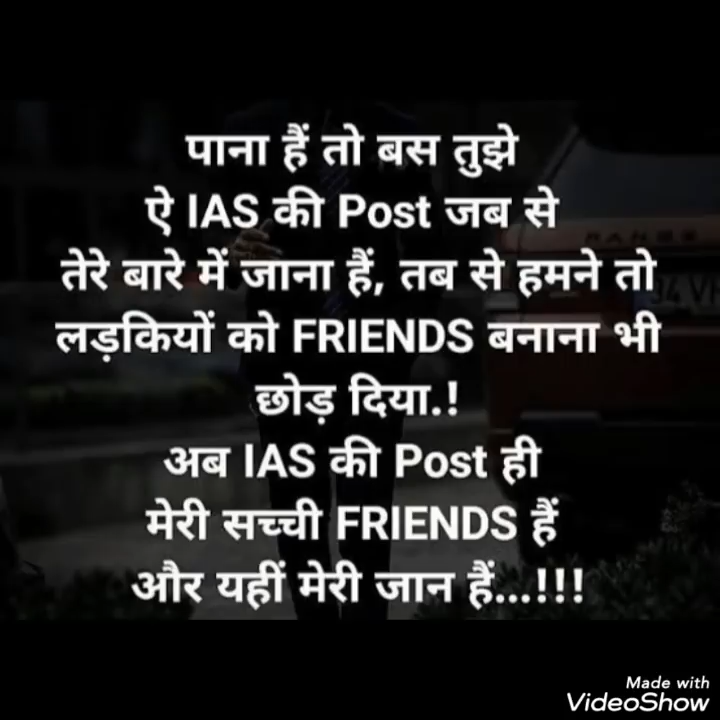 पाना हैं तो बस तुझे
ऐ IAS की Post जब से
तेरे बारे में जाना हैं, तब से हमने तो
लड़कियों को FRIENDS बनाना भी
छोड़ दिया.!
अब IAS की Post ही
मेरी सच्ची FRIENDS हैं
और यहीं मेरी जान हैं...!!!
Made with
VideoShow